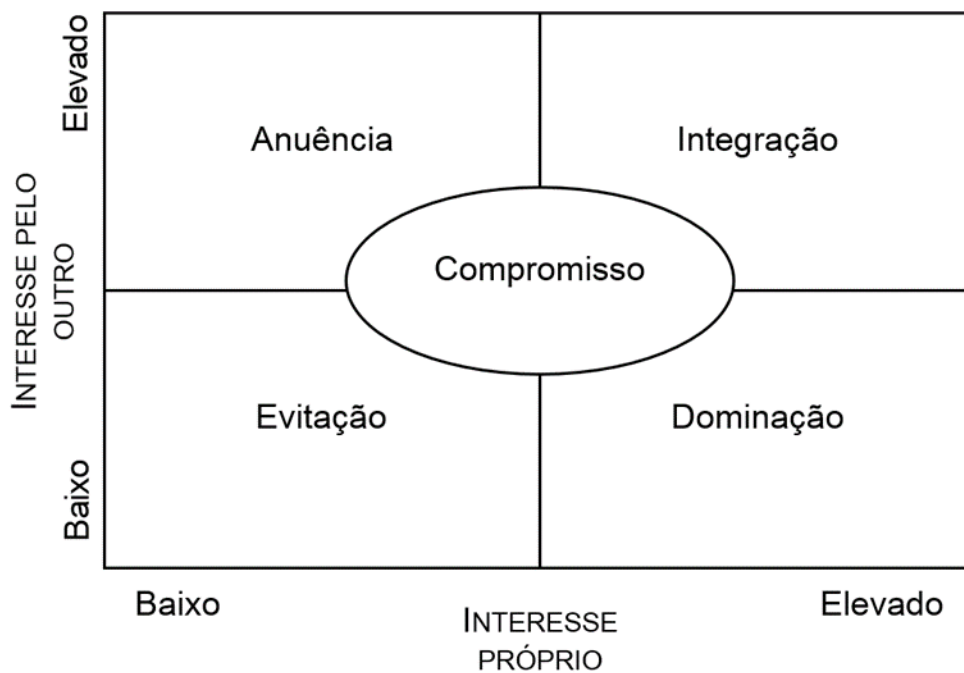 Elevado
Anuência
Integração
INTERESSE PELO
OUTRO
Compromisso
Evitação
Dominação
Baixo
Baixo
INTERESSE
PRÓPRIO
Elevado